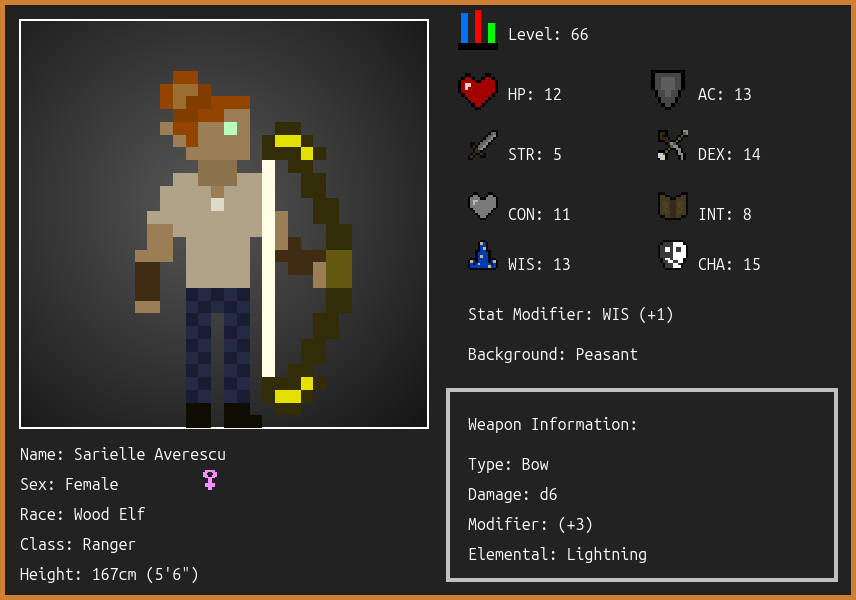 Level: 66
HP: 12
AC: 13
STR: 5
DEX: 14
CON: 11
INT: 8
WIS: 13
CHA: 15
Stat Modifier: WIS (+1)
Background: Peasant
Weapon Information:
Type: Bow
Damage: d6
Modifier: (+3)
Elemental: Lightning
Name: Sarielle Averescu
Sex: Female
Race: Wood Elf
Class: Ranger
Height: 167cm (5'6")